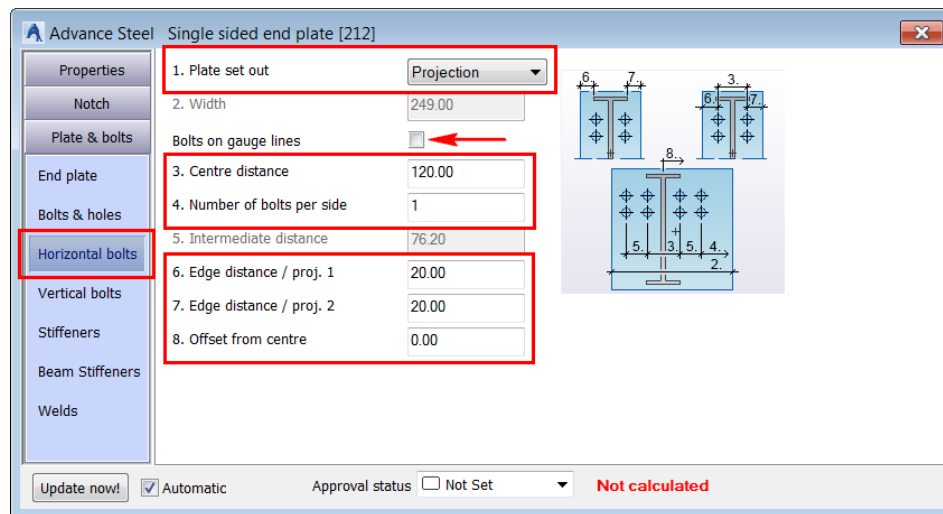 Advance Steel Single sided end plate [212]
Properties
Notch
Plate & bolts
End plate
Bolts & holes
Horizontal bolts
Vertical bolts
Stiffeners
Beam Stiffeners
Welds
1. Plate set out Projection
2. Width 249.00
Bolts on gauge lines
3. Centre distance 120.00
4. Number of bolts per side 1
5. Intermediate distance 76.20
6. Edge distance / proj. 1 20.00
7. Edge distance / proj. 2 20.00
8. Offset from centre 0.00
6. 7. 3.
6. 7.
8.
5. 3. 5. 4.
2.
Update now! Automatic Approval status Not Set Not calculated